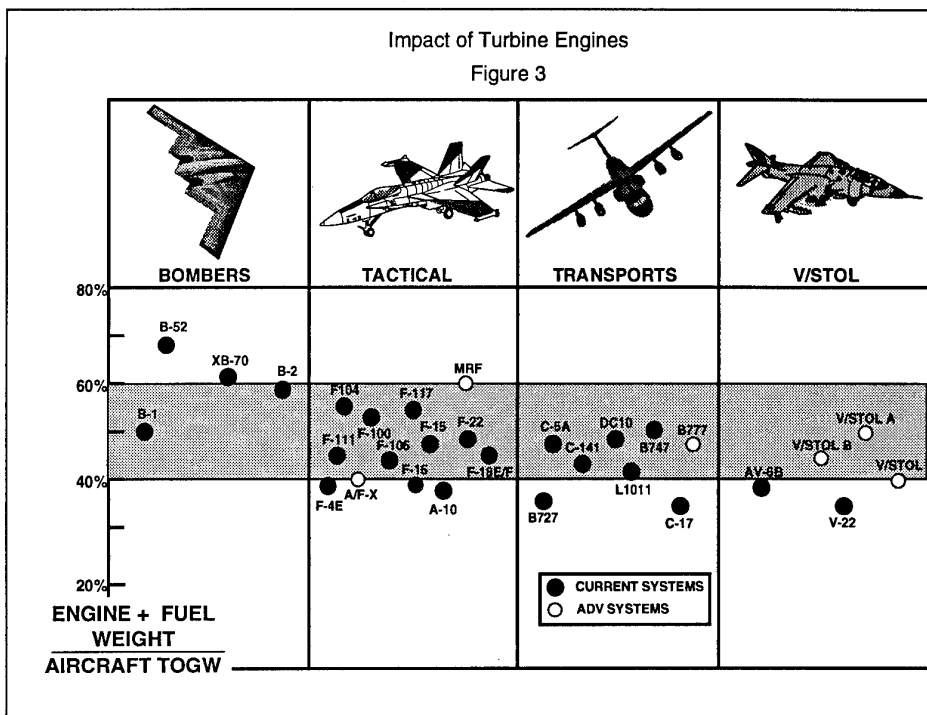 Impact of Turbine Engines
Figure 3
BOMBERS
TACTICAL
TRANSPORTS
V/STOL
80%
60%
40%
20%
B-52
XB-70
B-2
B-1
MRF
F104
F-117
F-100
F-15
F-22
F-111
F-106
F-16
F-18E/F
F-4E
A/F-X
A-10
C-5A
DC10
B777
C-141
B747
L1011
B727
C-17
V/STOL A
V/STOL B
AV-8B
V/STOL
V-22
CURRENT SYSTEMS
ADV SYSTEMS
ENGINE + FUEL
WEIGHT
AIRCRAFT TOGW